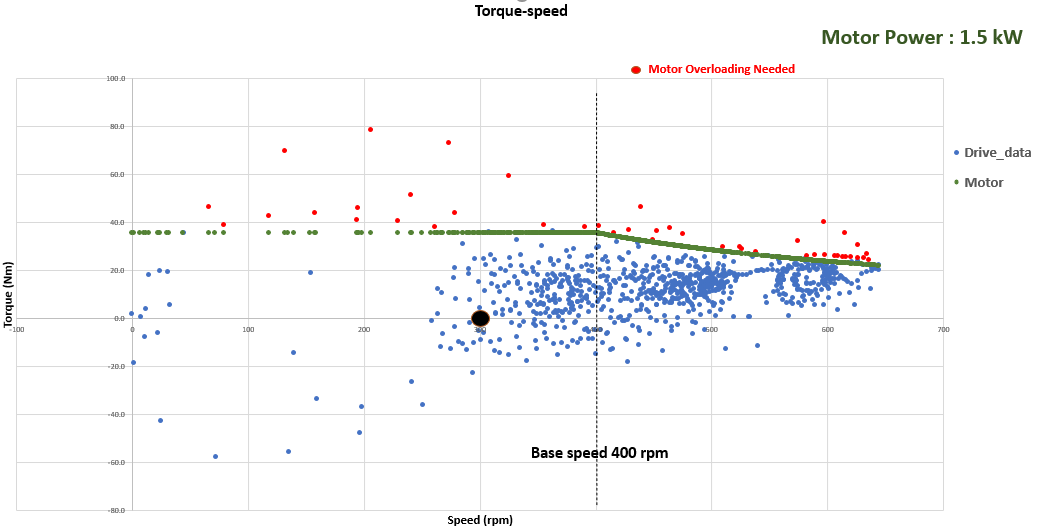 Torque-speed
Motor Power : 1.5 kW
Motor Overloading Needed
100.0
80.0
60.0
40.0
20.0
0.0
-20.0
-40.0
-60.0
-80.0
-100
0
100
200
500
600
700
Torque (Nm)
Drive_data
Motor
Base speed 400 rpm
Speed (rpm)